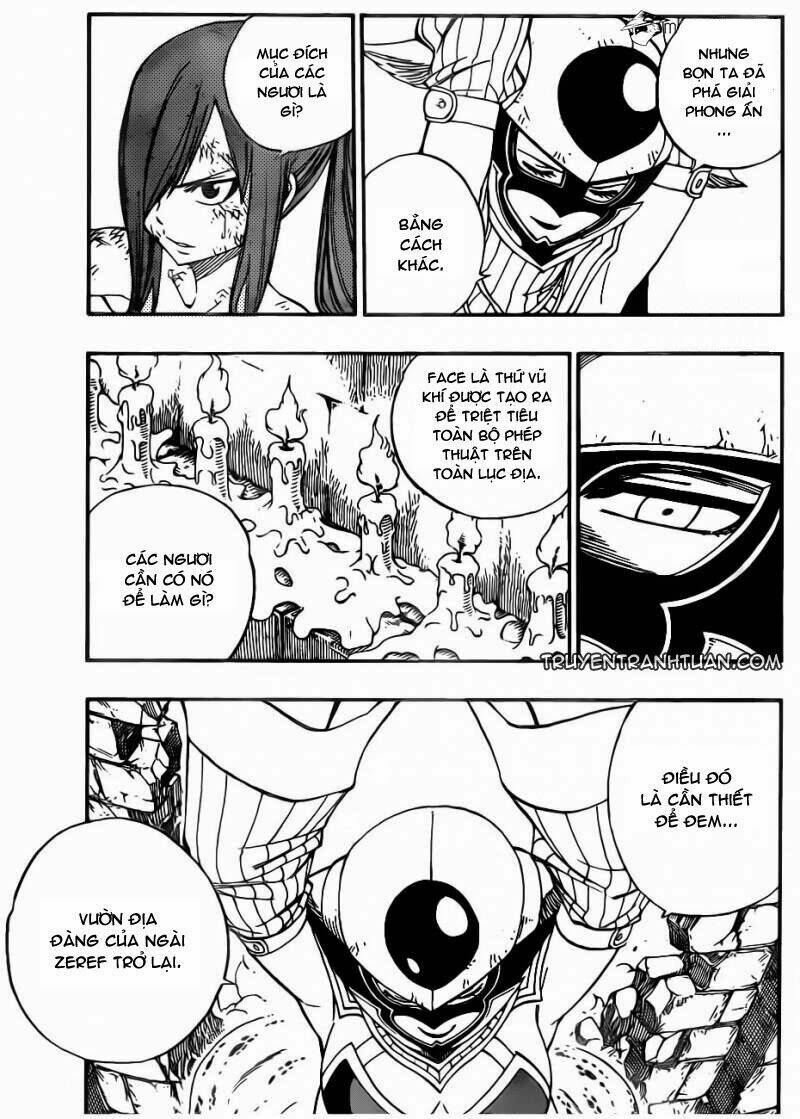 NHƯNG
BỌN TA ĐÃ
PHÁ GIẢI
PHONG ẤN
...
BẰNG
CÁCH
KHÁC.
MỤC ĐÍCH
CỦA CÁC
NGƯƠI LÀ
GÌ?
FACE LÀ THỨ VŨ
KHÍ ĐƯỢC TẠO RA
ĐỂ TRIỆT TIÊU
TOÀN BỘ PHÉP
THUẬT TRÊN
TOÀN LỤC ĐỊA.
CÁC NGƯƠI
CẦN CÓ NÓ
ĐỂ LÀM GÌ?
TRUYENTRANHTUAN.COM
ĐIỀU ĐÓ
LÀ CẦN THIẾT
ĐỂ ĐEM...
VƯỜN ĐỊA
ĐÀNG CỦA NGÀI
ZEREF TRỞ LẠI.